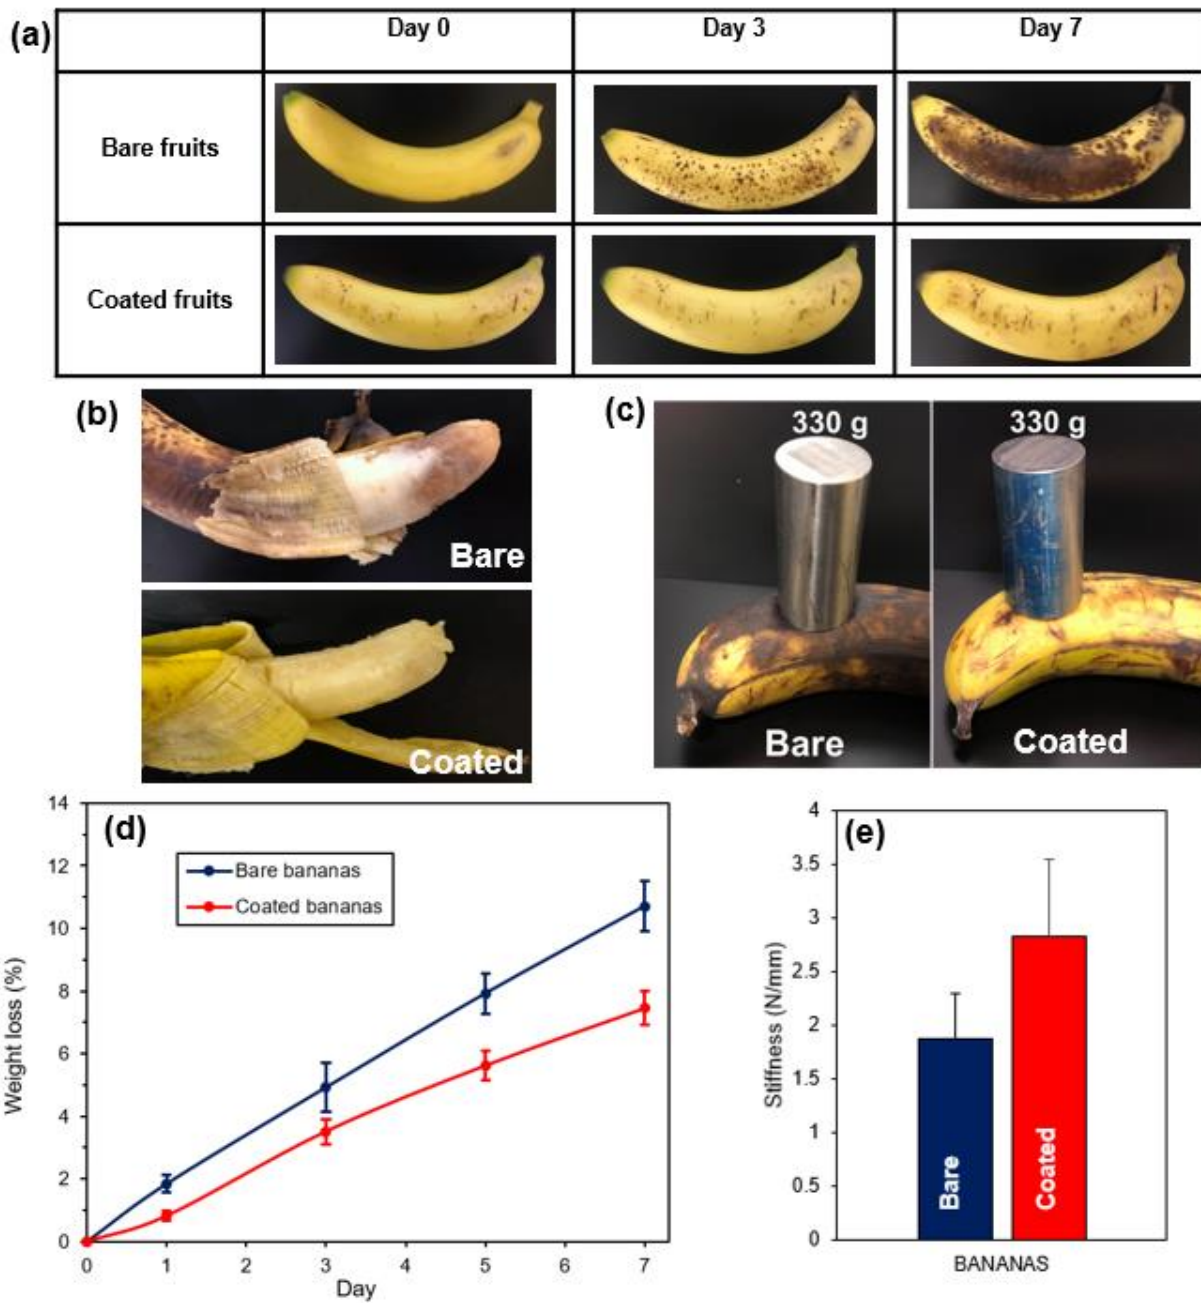 (a)
Day 0 Day 3 Day 7
Bare fruits
Coated fruits
(b)
Bare
Coated
(c)
330 g 330 g
Bare Coated
(d)
14
12
10
8
6
4
2
0
Weight loss (%)
Bare bananas
Coated bananas
0 1 2 3 4 5 6 7
Day
(e)
4
3.5
3
2.5
2
1.5
1
0.5
0
Stiffness (N/mm)
Bare
Coated
BANANAS